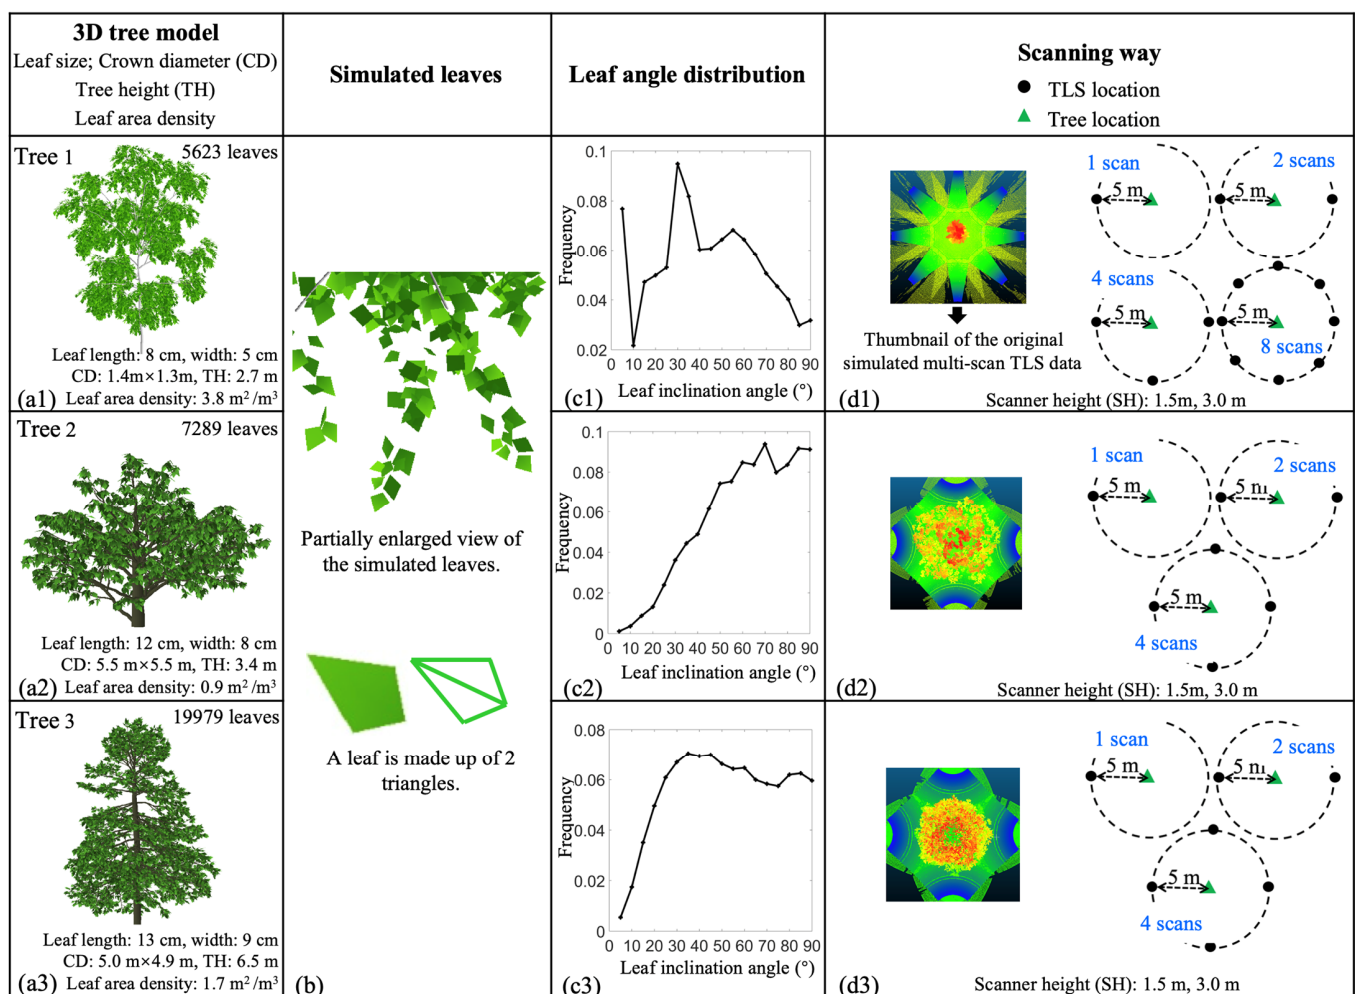 3D tree model
Leaf size; Crown diameter (CD)
Tree height (TH)
Leaf area density
Simulated leaves
Leaf angle distribution
Scanning way
TLS location
Tree location
Tree 1
5623 leaves
Leaf length: 8 cm, width: 5 cm
CD: 1.4m×1.3m, TH: 2.7 m
(a1) Leaf area density: 3.8 m²/m³
Tree 2
7289 leaves
Leaf length: 12 cm, width: 8 cm
CD: 5.5 m×5.5 m, TH: 3.4 m
(a2) Leaf area density: 0.9 m²/m³
Tree 3
19979 leaves
Leaf length: 13 cm, width: 9 cm
CD: 5.0 m×4.9 m, TH: 6.5 m
(a3) Leaf area density: 1.7 m²/m³
Partially enlarged view of
the simulated leaves.
A leaf is made up of 2
triangles.
(b)
0.1
0.08
0.06
0.04
0.02
Frequency
0 10 20 30 40 50 60 70 80 90
Leaf inclination angle (°)
(c1)
0.1
0.08
0.06
0.04
0.02
0
Frequency
0 10 20 30 40 50 60 70 80 90
Leaf inclination angle (°)
(c2)
0.08
0.06
0.04
0.02
0
Frequency
0 10 20 30 40 50 60 70 80 90
Leaf inclination angle (°)
(c3)
Thumbnail of the original
simulated multi-scan TLS data
1 scan
5 m
2 scans
5 m
4 scans
5 m
8 scans
5 m
Scanner height (SH): 1.5m, 3.0 m
(d1)
1 scan
5 m
2 scans
5 m
4 scans
5 m
Scanner height (SH): 1.5m, 3.0 m
(d2)
1 scan
5 m
2 scans
5 m
4 scans
5 m
Scanner height (SH): 1.5 m, 3.0 m
(d3)